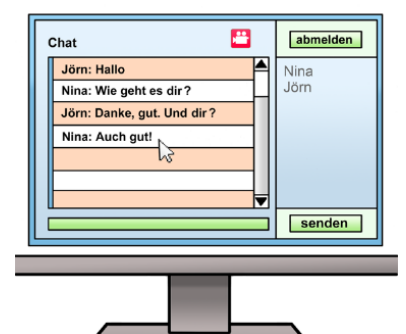 Chat
abmelden
Jörn: Hallo
Nina: Wie geht es dir?
Jörn: Danke, gut. Und dir?
Nina: Auch gut!
Nina
Jörn
senden